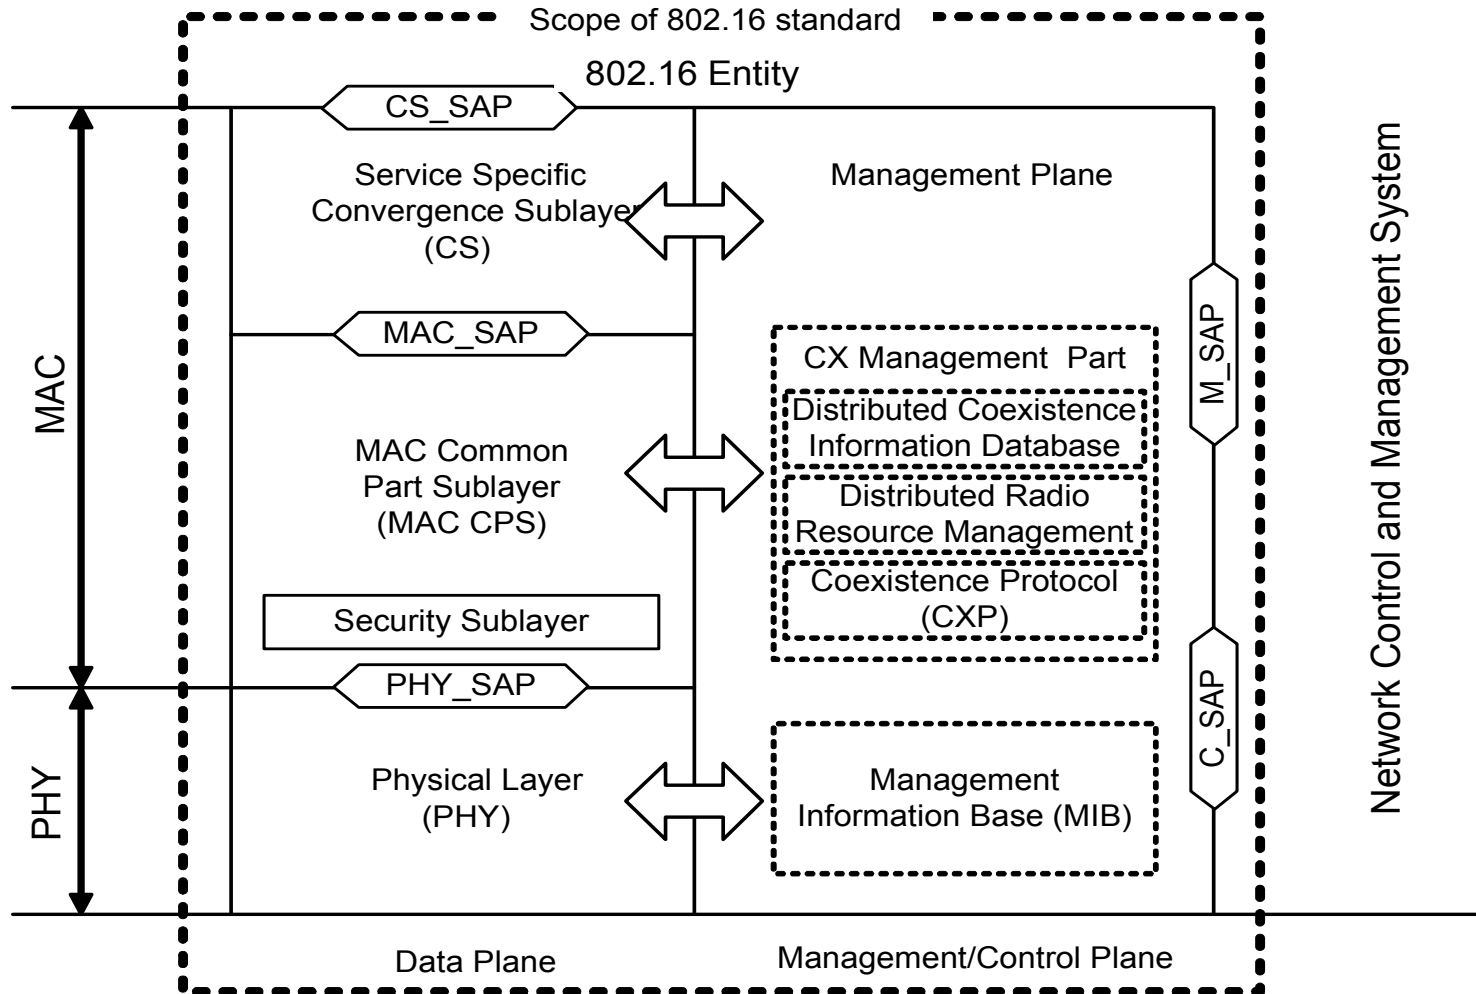 Scope of 802.16 standard
802.16 Entity
CS_SAP
Service Specific
Convergence Sublayer
(CS)
Management Plane
MAC_SAP
CX Management Part
Distributed Coexistence
Information Database
MAC Common
Part Sublayer
(MAC CPS)
Distributed Radio
Resource Management
Coexistence Protocol
(CXP)
Security Sublayer
PHY_SAP
Physical Layer
(PHY)
Management
Information Base (MIB)
MAC
PHY
M_SAP
C_SAP
Network Control and Management System
Data Plane
Management/Control Plane